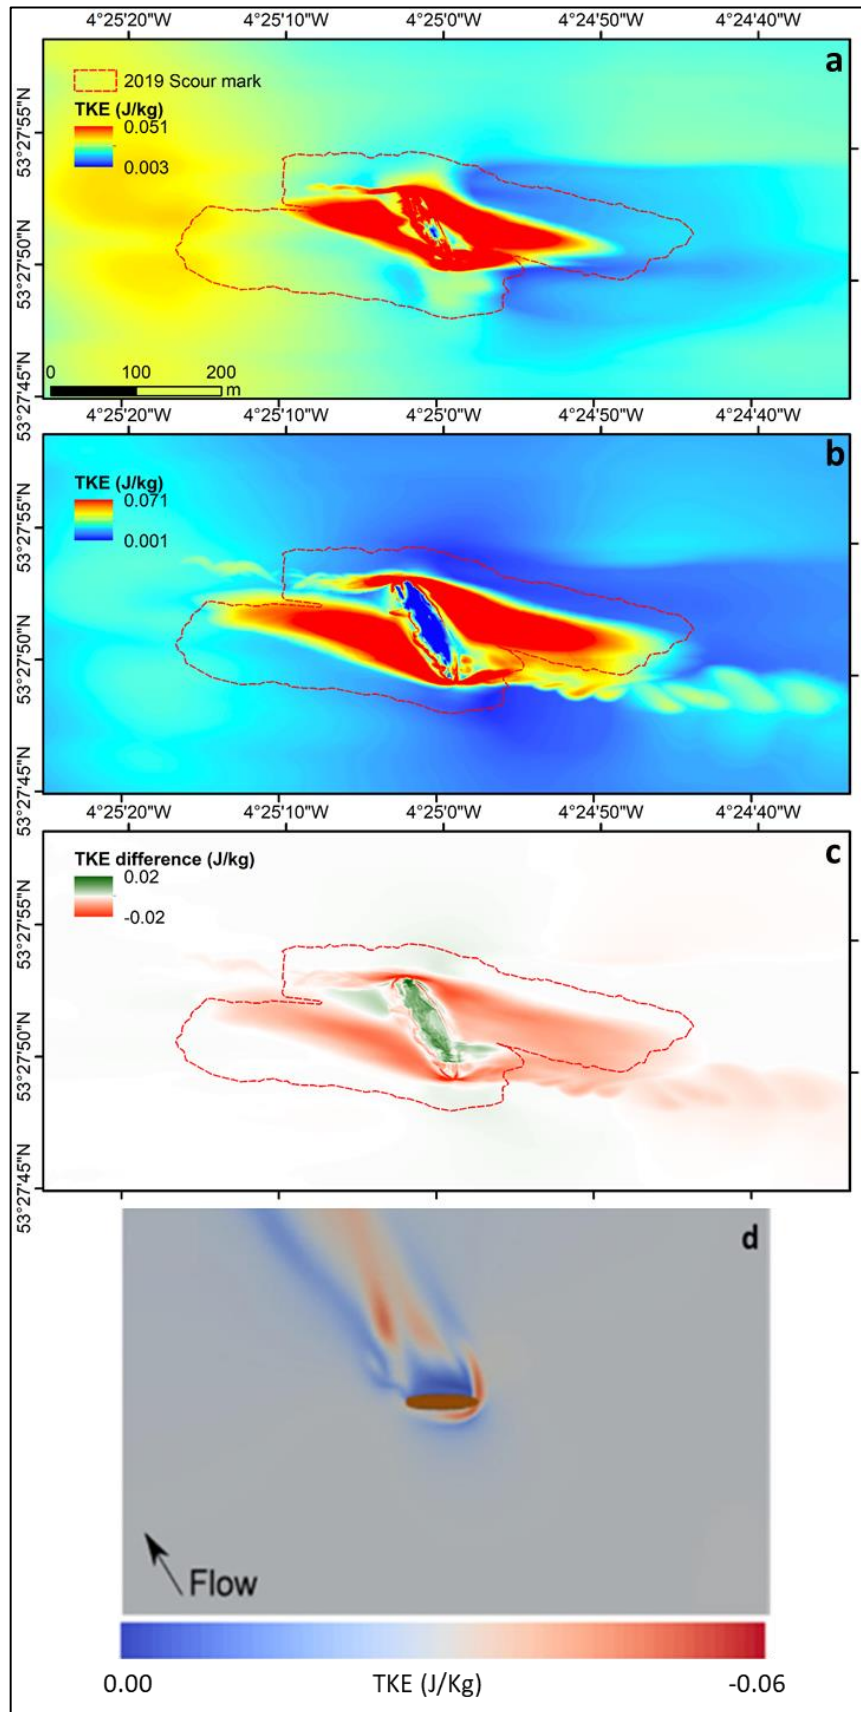 4°25'20"W 4°25'10"W 4°25'0"W 4°24'50"W 4°24'40"W
a
2019 Scour mark
TKE (J/kg)
0.051
0.003
53°27'55"N
53°27'50"N
53°27'45"N
0 100 200
m
4°25'20"W 4°25'10"W 4°25'0"W 4°24'50"W 4°24'40"W
b
TKE (J/kg)
0.071
0.001
53°27'55"N
53°27'50"N
53°27'45"N
4°25'20"W 4°25'10"W 4°25'0"W 4°24'50"W 4°24'40"W
c
TKE difference (J/kg)
0.02
-0.02
53°27'55"N
53°27'50"N
53°27'45"N
d
Flow
0.00 TKE (J/Kg) -0.06